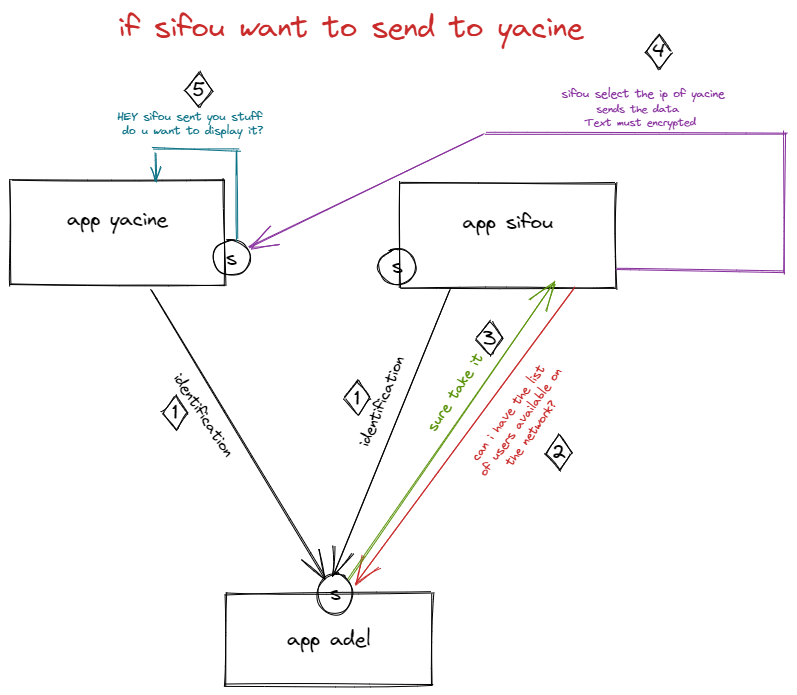 if sifou want to send to yacine
4
5
sifou select the ip of yacine
sends the data
Text must encrypted
HEY sifou sent you stuff
do u want to display it?
app yacine
app sifou
s
s
1
identification
1
identification
sure take it
3
can i have the list
of users available on
the network?
2
s
app adel